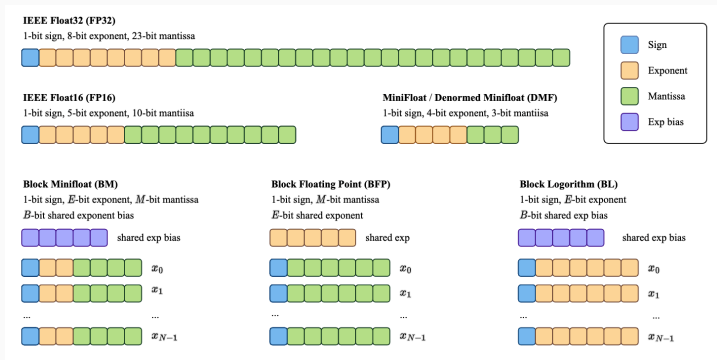 IEEE Float32 (FP32)
1-bit sign, 8-bit exponent, 23-bit mantissa
Sign
Exponent
Mantissa
Exp bias
IEEE Float16 (FP16)
1-bit sign, 5-bit exponent, 10-bit mantiisa
MiniFloat / Denormed Minifloat (DMF)
1-bit sign, 4-bit exponent, 3-bit mantiisa
Block Minifloat (BM)
1-bit sign, E-bit exponent, M-bit mantissa
B-bit shared exponent bias
shared exp bias
x0
x1
... ...
xN−1
Block Floating Point (BFP)
1-bit sign, M-bit mantissa
E-bit shared exponent
shared exp
x0
x1
... ...
xN−1
Block Logorithm (BL)
1-bit sign, E-bit exponent
B-bit shared exp bias
shared exp bias
x0
x1
... ...
xN−1